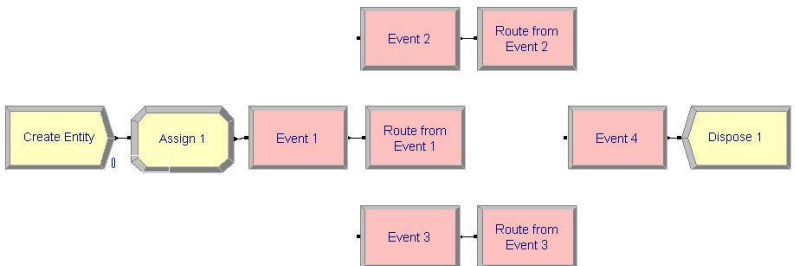 Event 2
Route from
Event 2
Create Entity
0
Assign 1
Event 1
Route from
Event 1
Event 4
Dispose 1
Event 3
Route from
Event 3